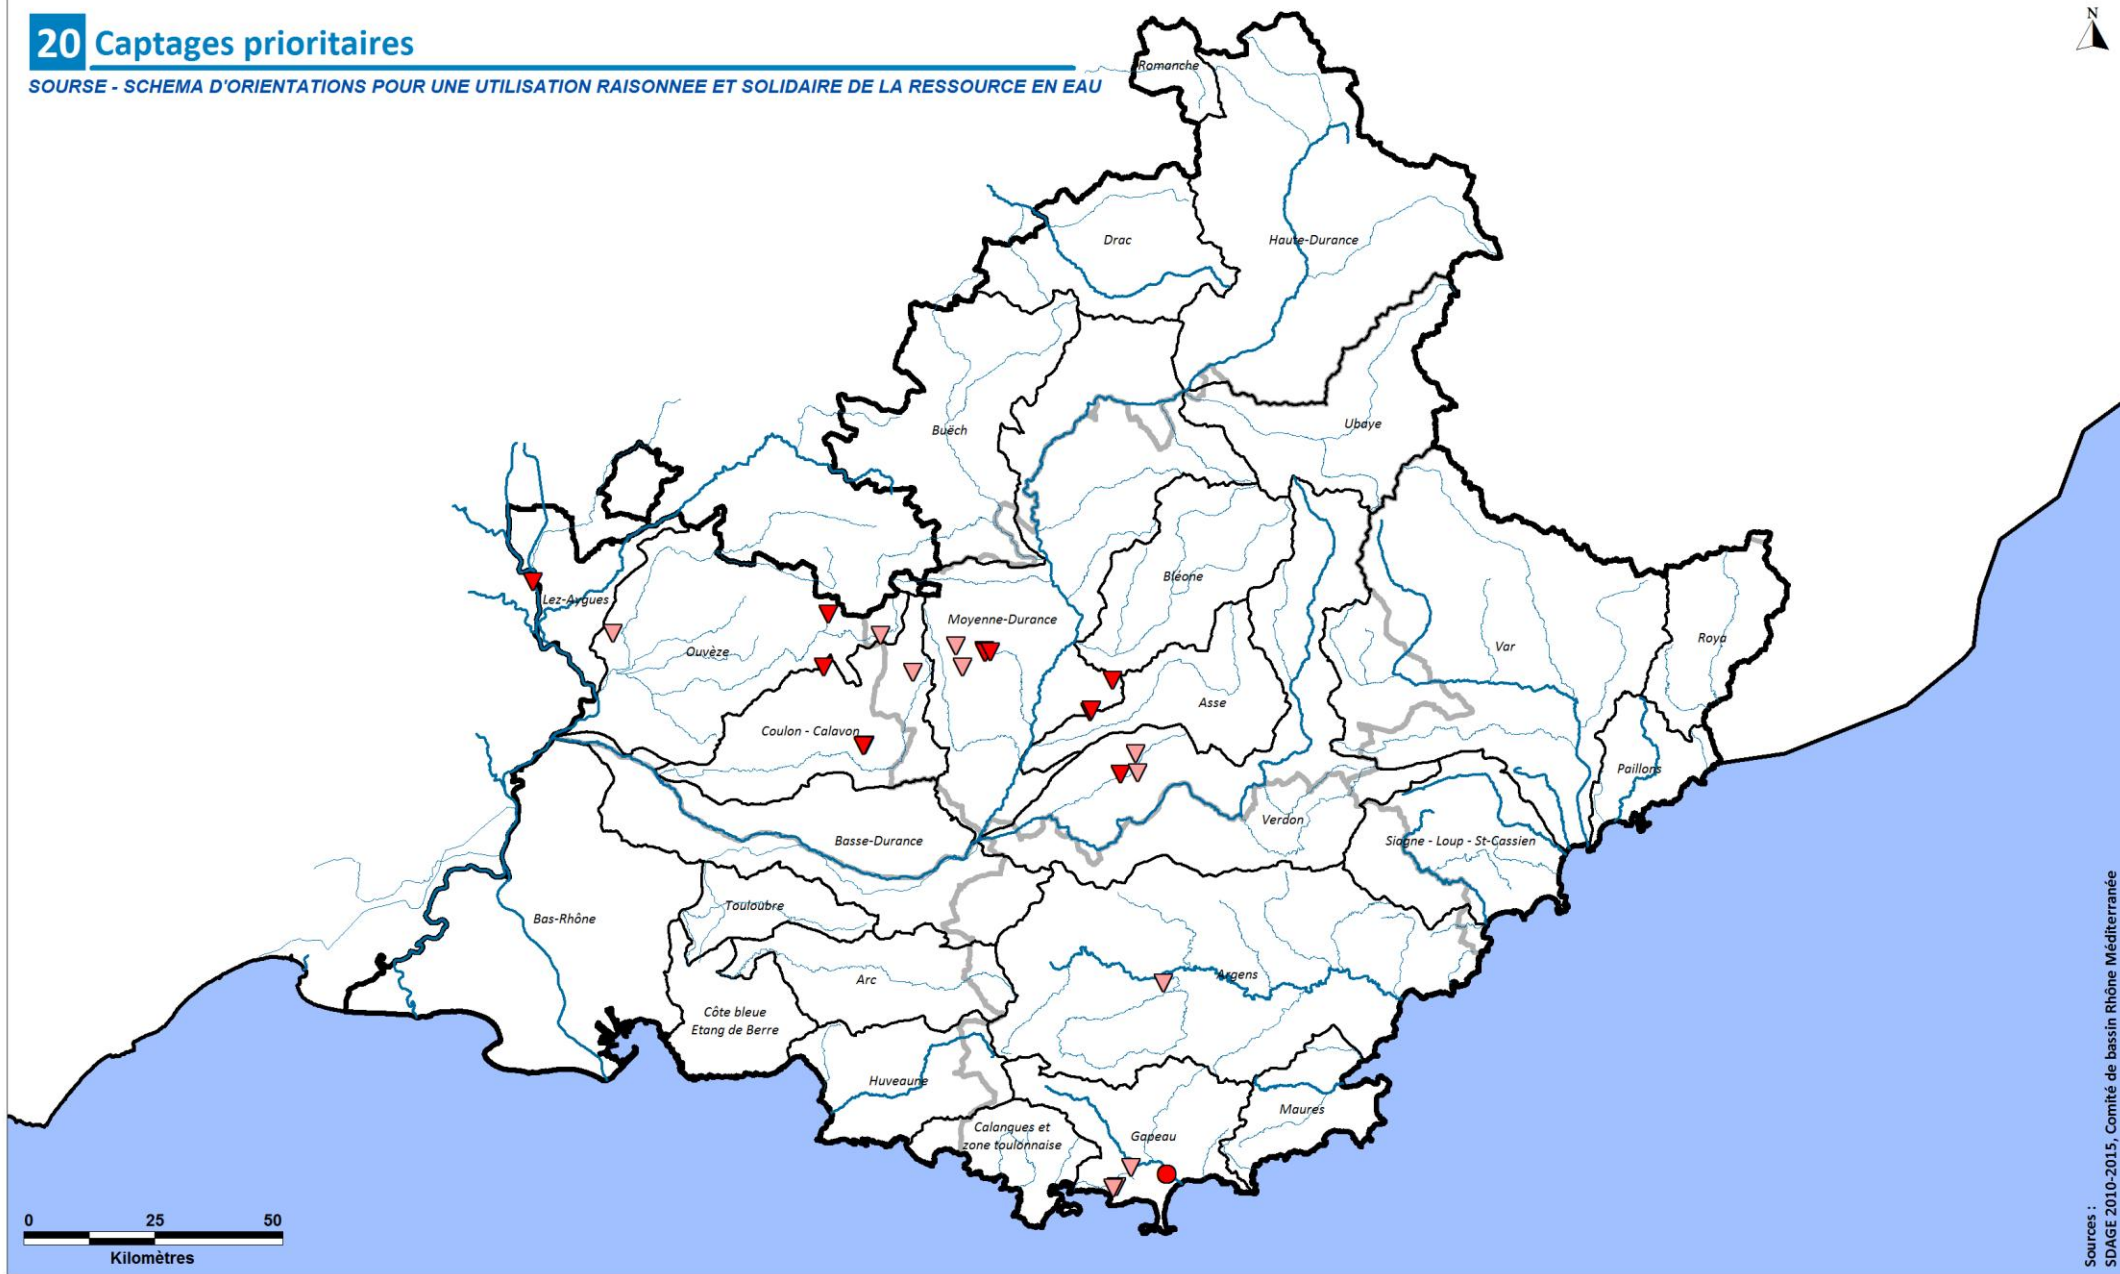 20 Captages prioritaires
SOURSE - SCHEMA D'ORIENTATIONS POUR UNE UTILISATION RAISONNEE ET SOLIDAIRE DE LA RESSOURCE EN EAU
N
Romanche
Drac
Haute-Durance
Buëch
Ubaye
Bléone
Lez-Aygues
Moyenne-Durance
Ouvèze
Var
Roya
Asse
Coulon - Calavon
Paillons
Verdon
Basse-Durance
Siagne - Loup - St-Cassien
Touloubre
Bas-Rhône
Arc
Argens
Côte bleue
Etang de Berre
Huveaune
Maures
Calanques et
zone toulonnaise
Gapeau
0 25 50
Kilomètres
Sources :
SDAGE 2010-2015, Comité de bassin Rhône Méditerranée